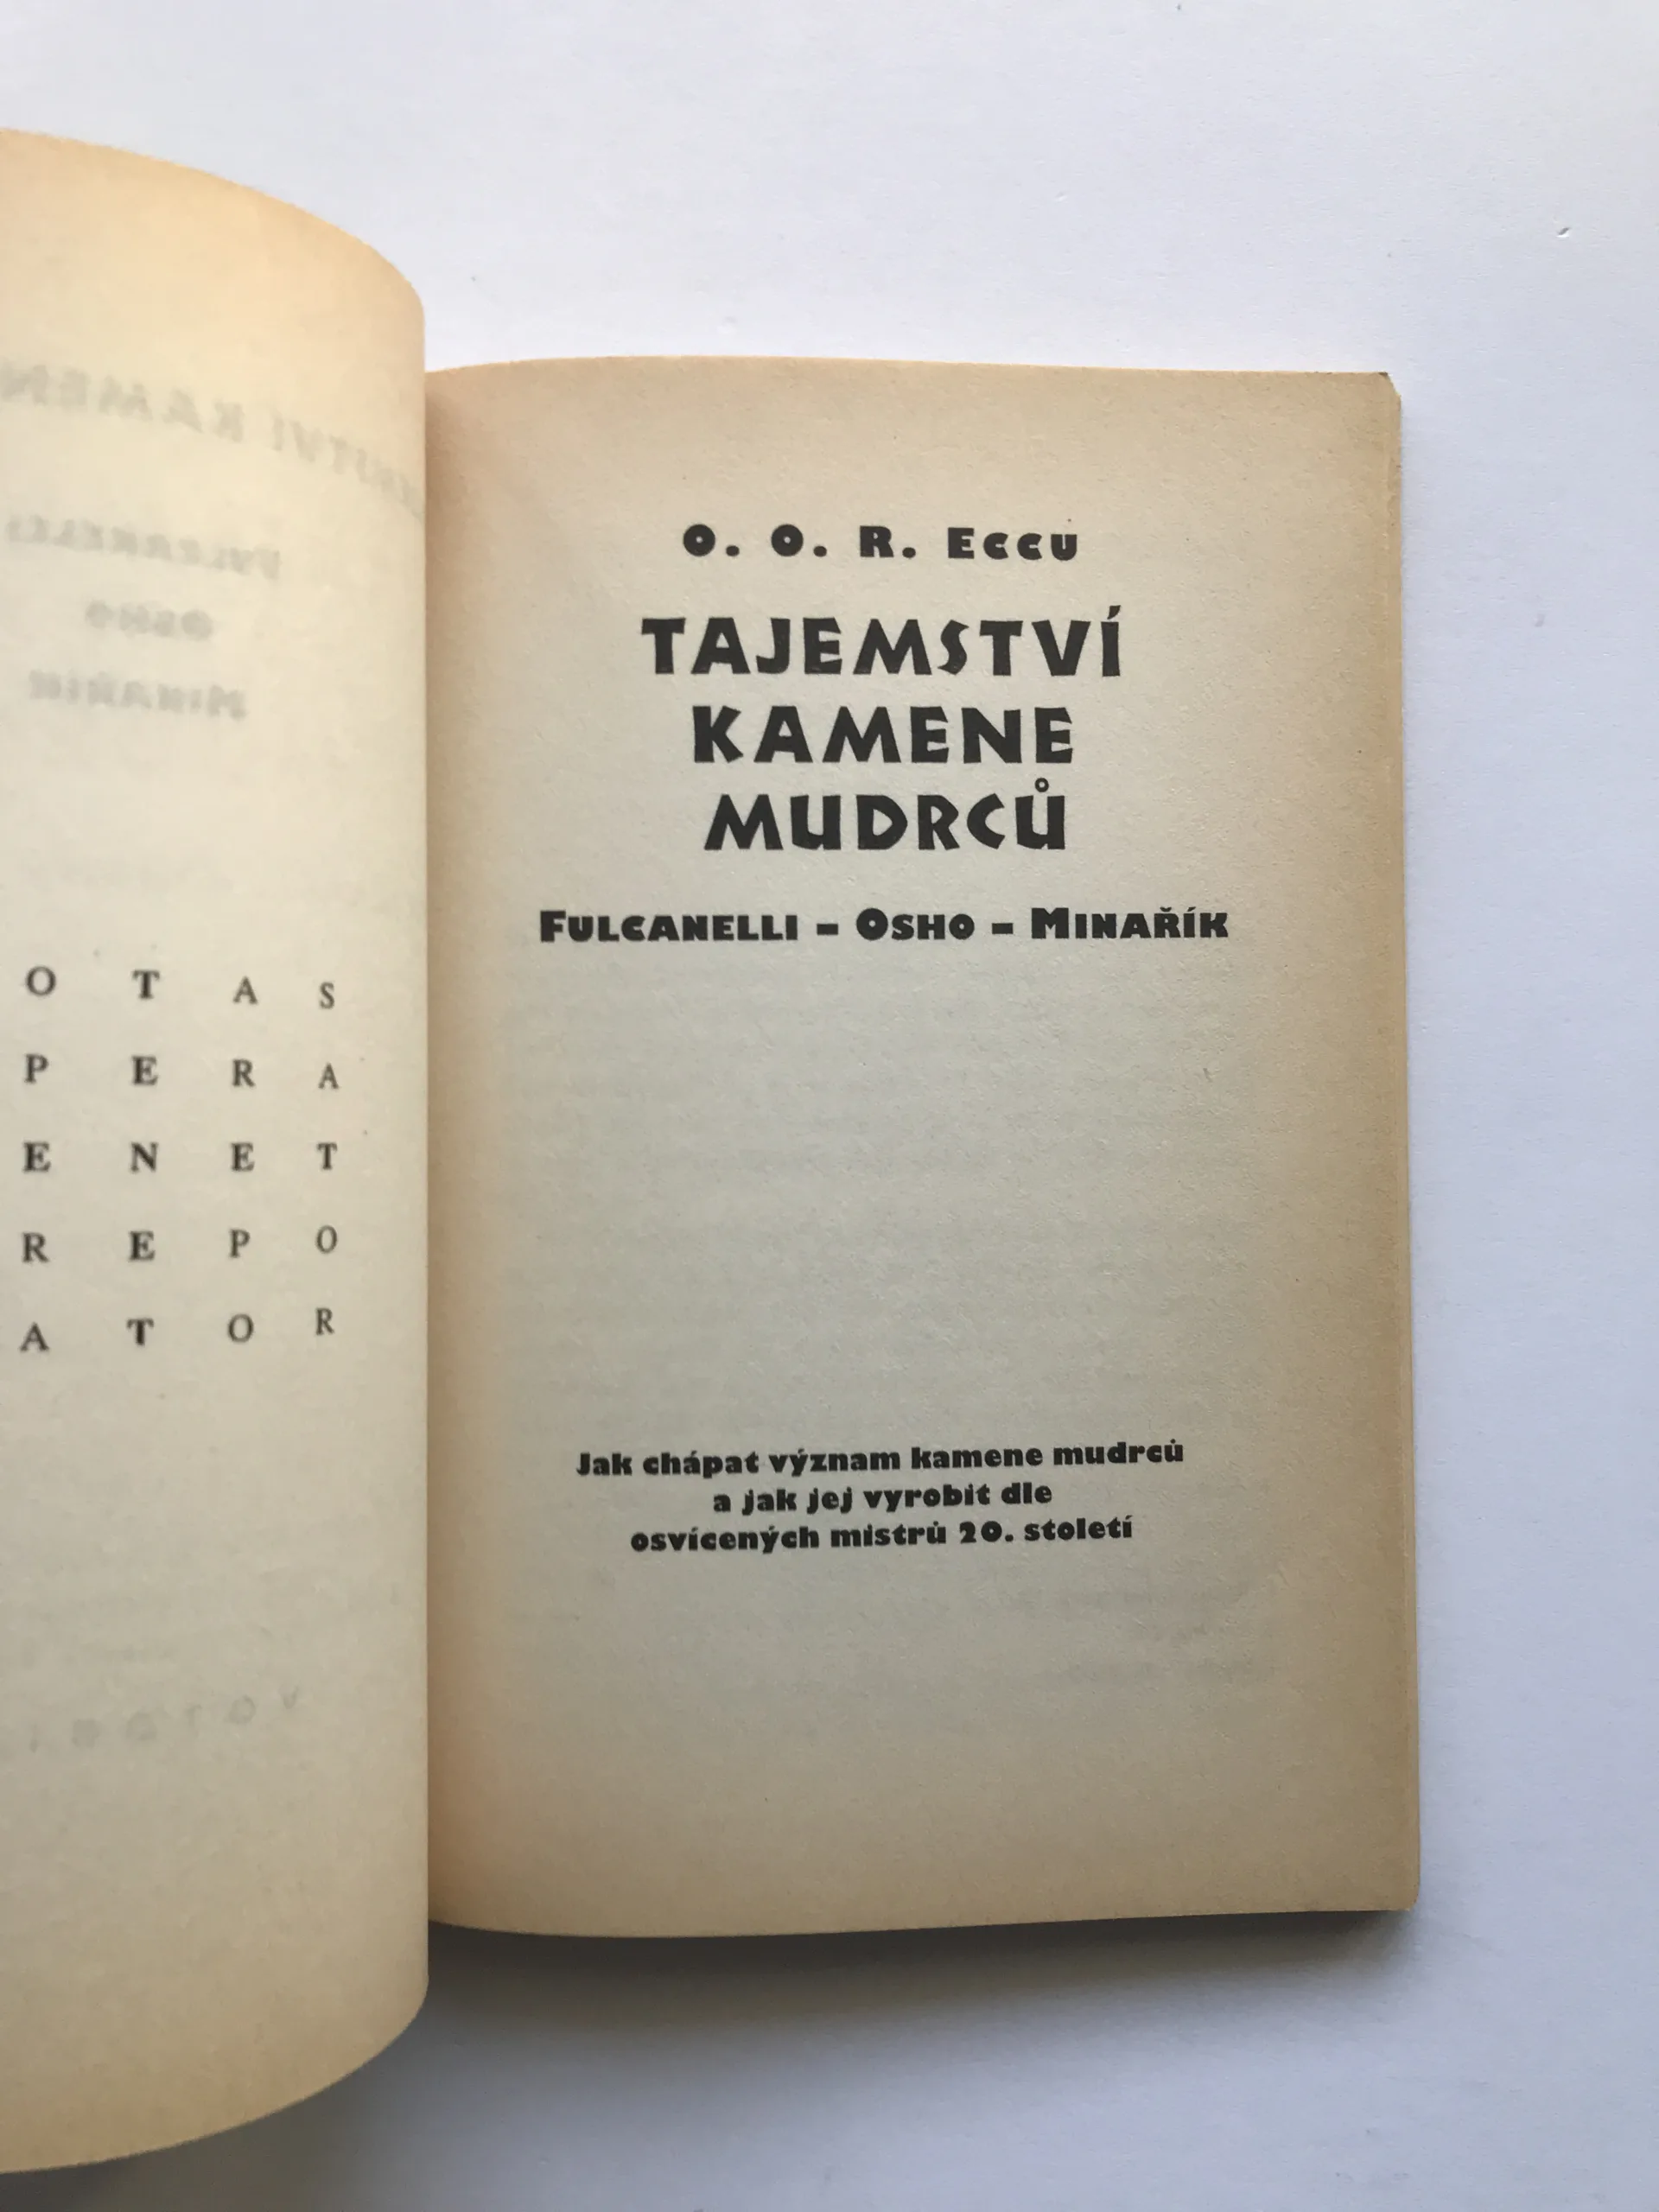 O T A S
P E R A
E N E T
R E P O
A T O R
O. O. R. Eccu
TAJEMSTVÍ
KAMENE
MUDRCŮ
FULCANELLI – OSHO – MINAŘÍK
Jak chápat význam kamene mudrců
a jak jej vyrobit dle
osvícených mistrů 20. století